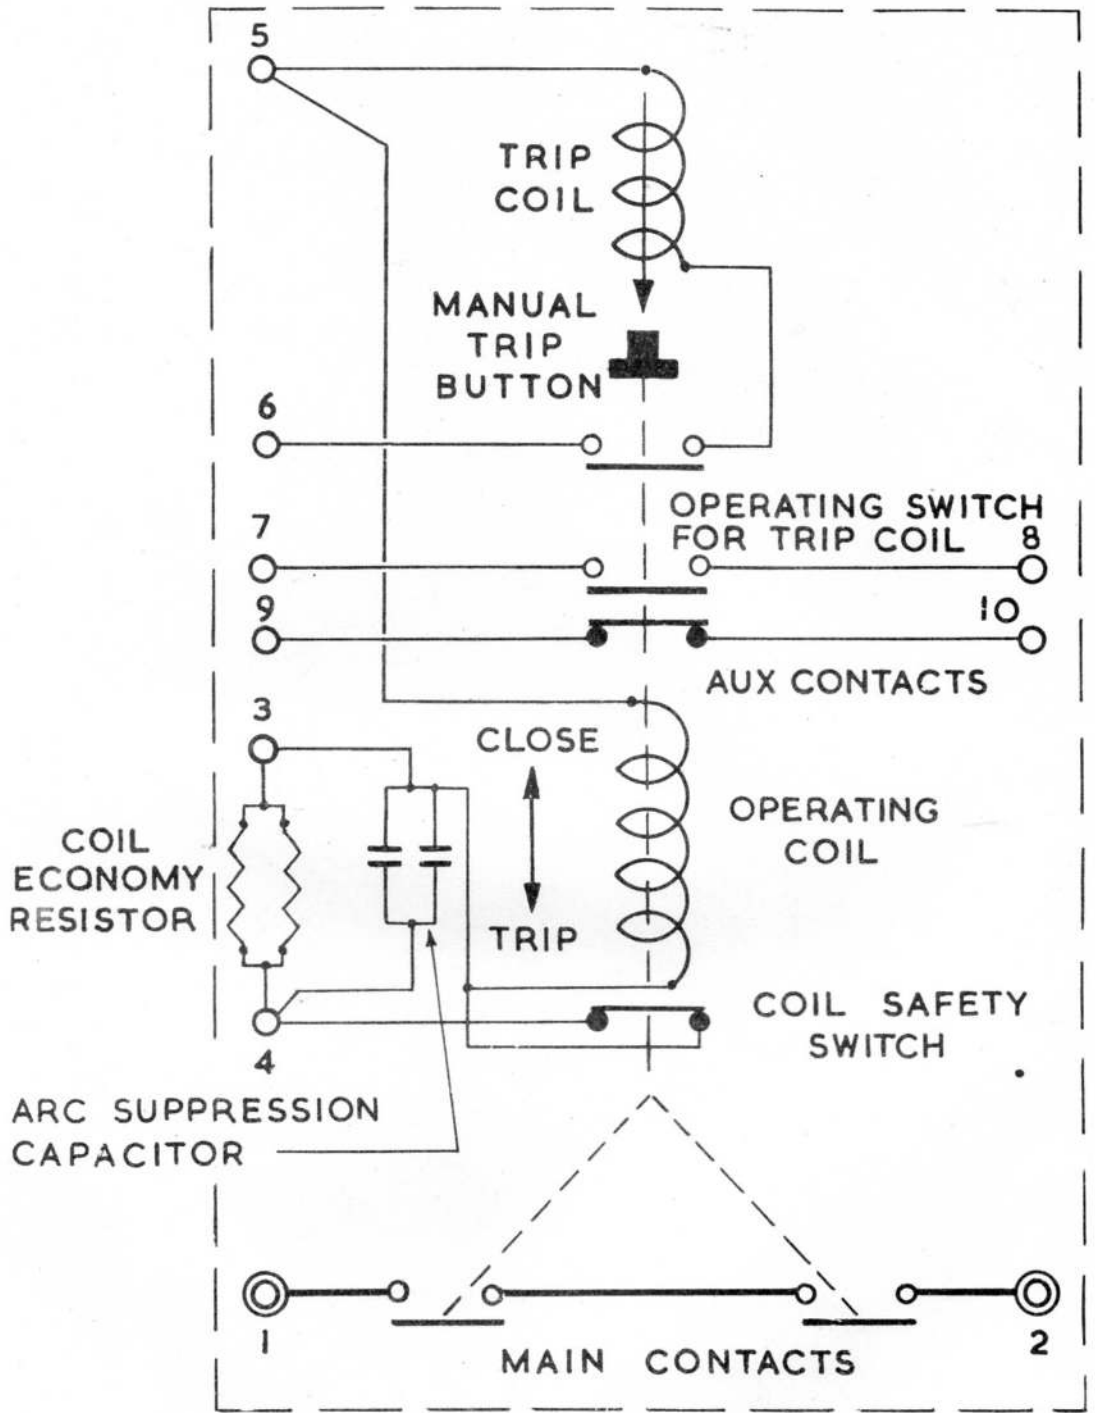 5
TRIP
COIL
MANUAL
TRIP
BUTTON
6
OPERATING SWITCH
FOR TRIP COIL
7
8
9
10
AUX CONTACTS
3
CLOSE
OPERATING
COIL
COIL
ECONOMY
RESISTOR
TRIP
COIL SAFETY
SWITCH
4
ARC SUPPRESSION
CAPACITOR
1
2
MAIN CONTACTS